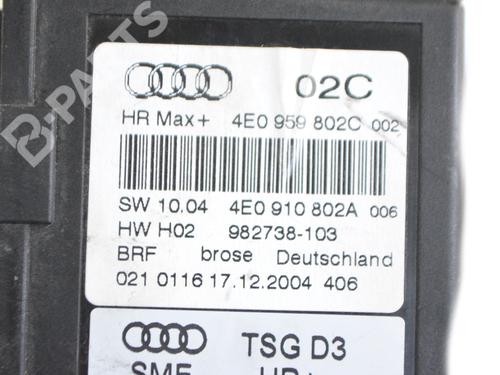 02C
HR Max+ 4E0 959 802C 002
SW 10.04 4E0 910 802A 006
HW H02 982738-103
BRF brose Deutschland
021 0116 17.12.2004 406
TSG D3
B-PARTS